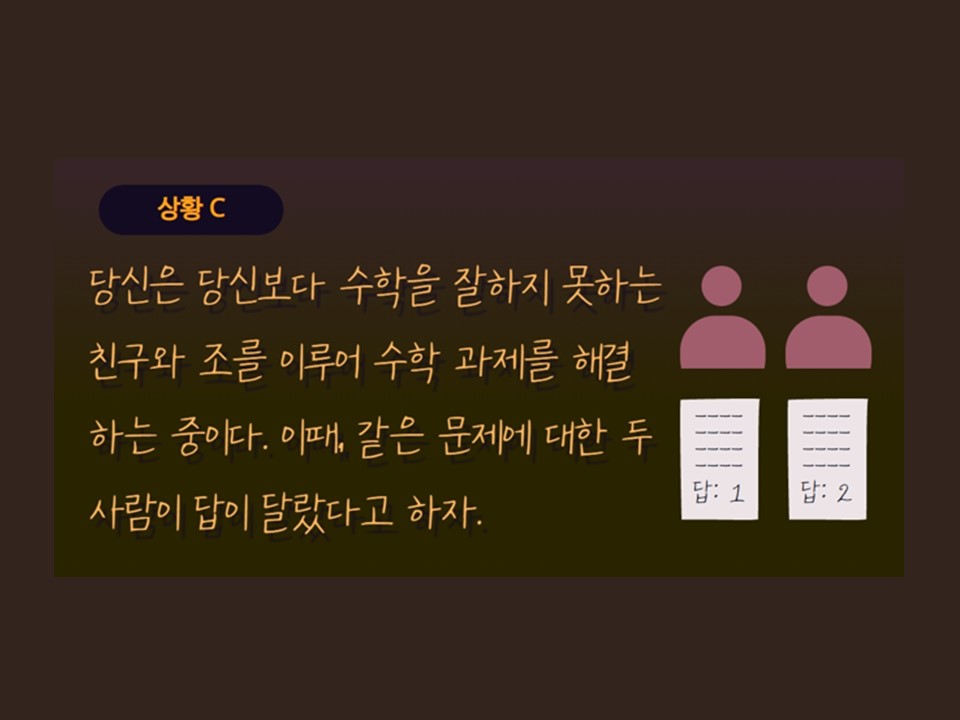 상황 C
당신은 당신보다 수학을 잘하지 못하는
친구와 조를 이루어 수학 과제를 해결
하는 중이다. 이때, 같은 문제에 대한 두
사람이 답이 달랐다고 하자.
답: 1
답: 2